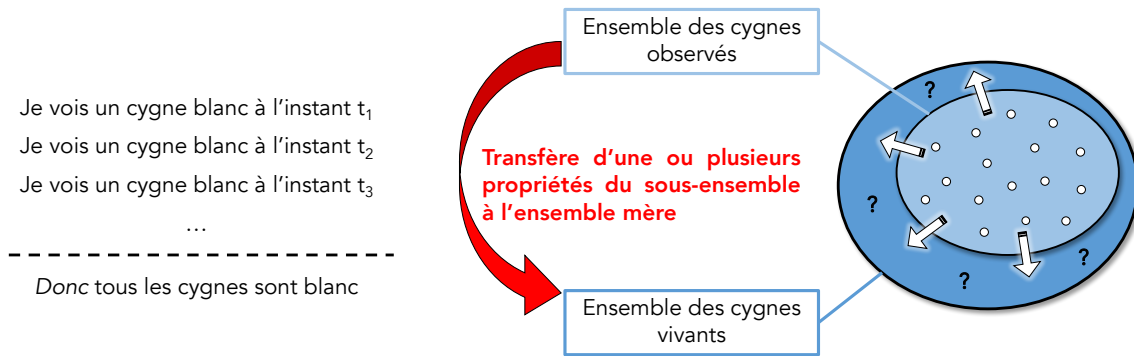 Je vois un cygne blanc à l'instant t₁
Je vois un cygne blanc à l'instant t₂
Je vois un cygne blanc à l'instant t₃
…
Donc tous les cygnes sont blanc
Ensemble des cygnes
observés
Transfère d'une ou plusieurs
propriétés du sous-ensemble
à l'ensemble mère
Ensemble des cygnes
vivants
?
?
?
?